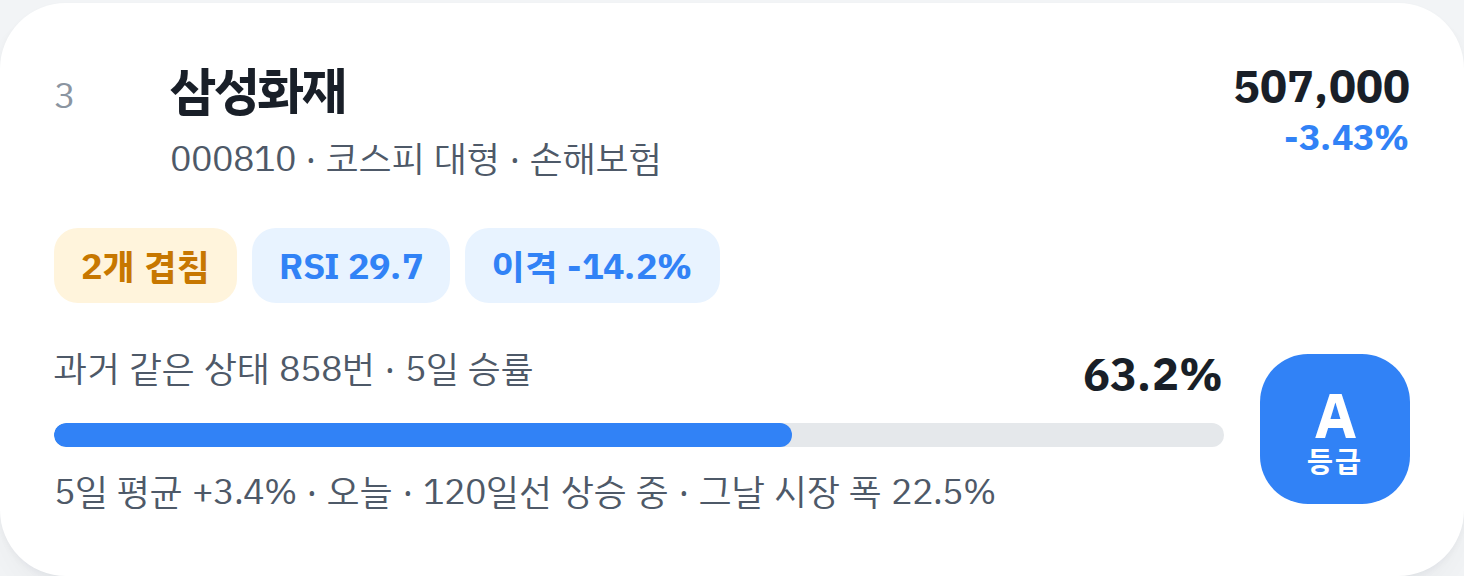 3
삼성화재
507,000
-3.43%
000810 · 코스피 대형 · 손해보험
2개 겹침
RSI 29.7
이격 -14.2%
과거 같은 상태 858번 · 5일 승률
63.2%
A
등급
5일 평균 +3.4% · 오늘 · 120일선 상승 중 · 그날 시장 폭 22.5%